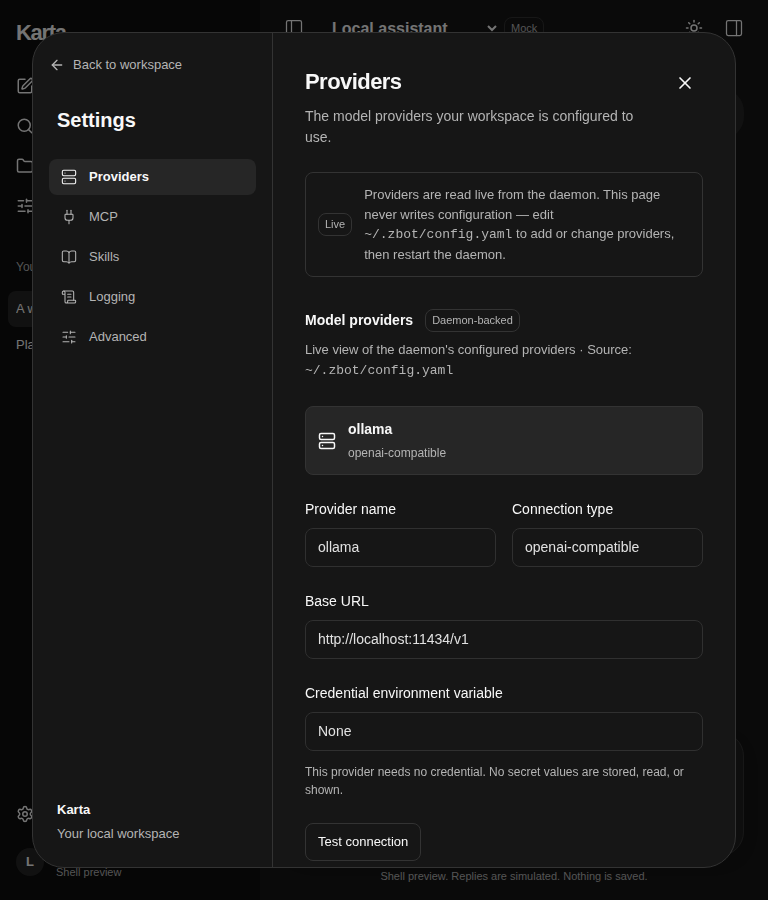 Karta
Local assistant
Mock
Back to workspace
Settings
Providers
MCP
Skills
Logging
Advanced
Karta
Your local workspace
L
Shell preview
Providers
The model providers your workspace is configured to
use.
Live
Providers are read live from the daemon. This page
never writes configuration — edit
~/.zbot/config.yaml to add or change providers,
then restart the daemon.
Model providers
Daemon-backed
Live view of the daemon's configured providers · Source:
~/.zbot/config.yaml
ollama
openai-compatible
Provider name
Connection type
ollama
openai-compatible
Base URL
http://localhost:11434/v1
Credential environment variable
None
This provider needs no credential. No secret values are stored, read, or
shown.
Test connection
Shell preview. Replies are simulated. Nothing is saved.